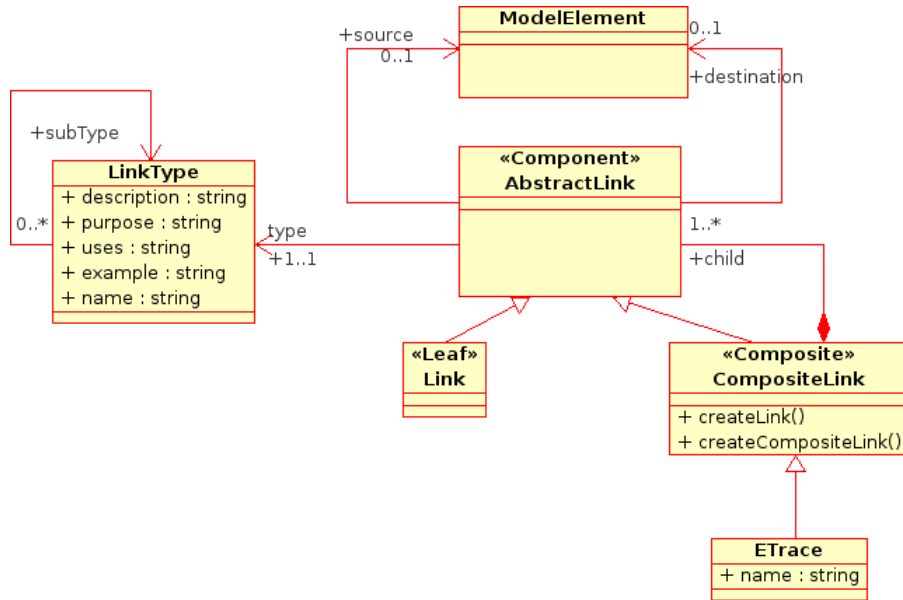 ModelElement
+source
0..1
0..1
+destination
+subType
LinkType
+ description : string
+ purpose : string
+ uses : string
+ example : string
+ name : string
0..*
type
+1..1
«Component»
AbstractLink
1..*
+child
«Leaf»
Link
«Composite»
CompositeLink
+ createLink()
+ createCompositeLink()
ETrace
+ name : string